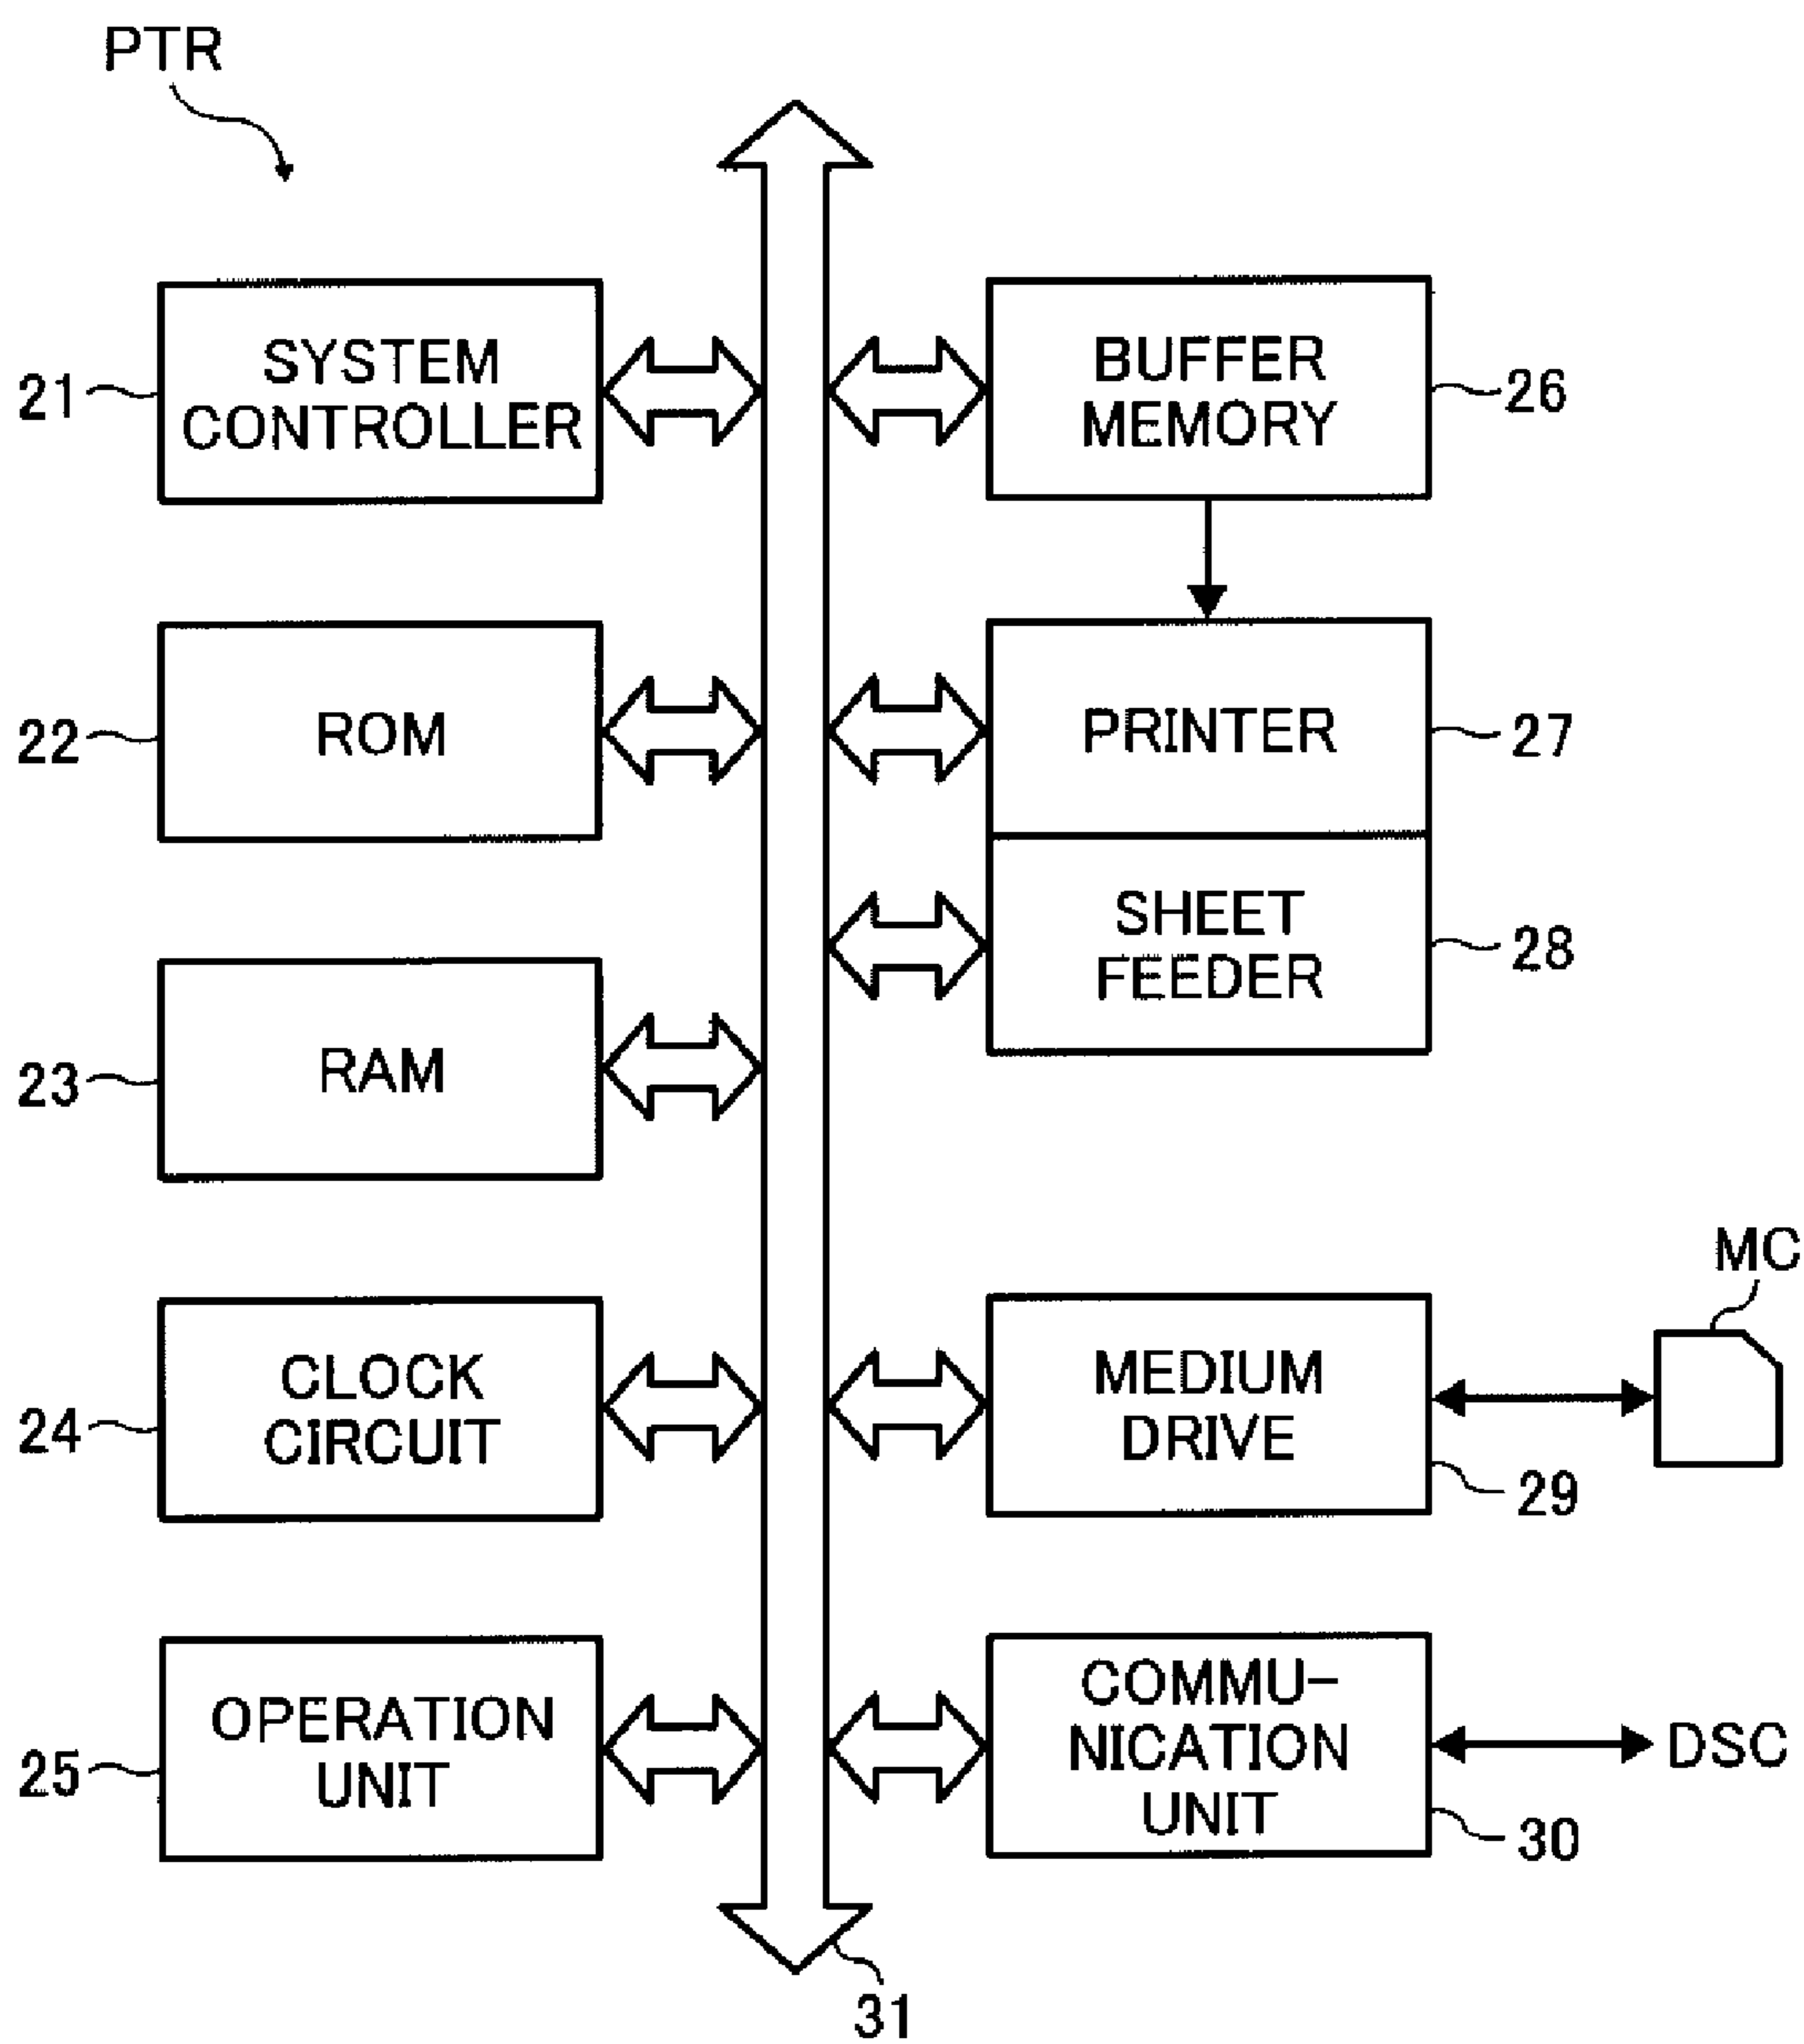 PTR
21
SYSTEM
CONTROLLER
BUFFER
MEMORY
26
22
ROM
PRINTER
27
SHEET
FEEDER
28
23
RAM
MC
24
CLOCK
CIRCUIT
MEDIUM
DRIVE
29
25
OPERATION
UNIT
COMMU-
NICATION
UNIT
DSC
30
31